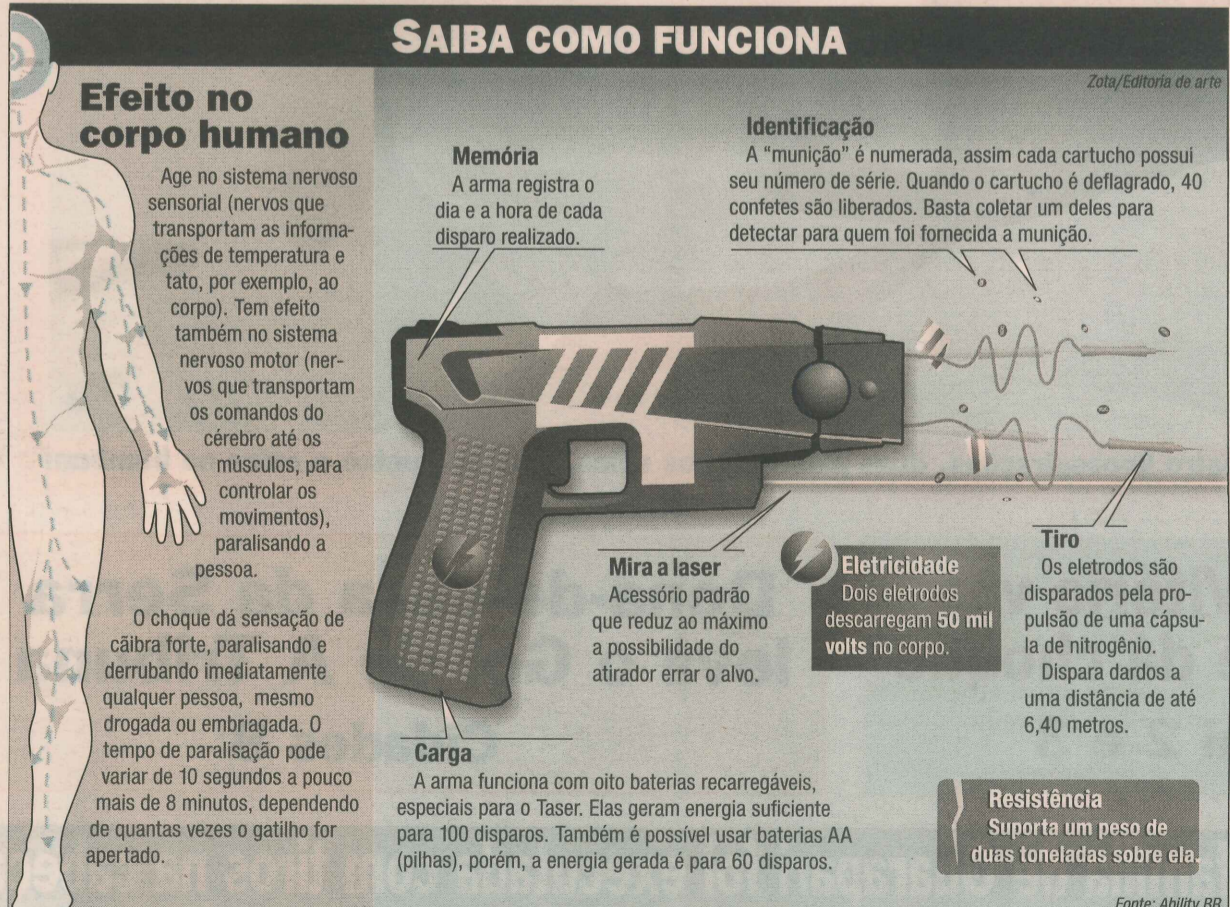 SAIBA COMO FUNCIONA
Zota/Editoria de arte
Efeito no
corpo humano
Age no sistema nervoso
sensorial (nervos que
transportam as informa-
ções de temperatura e
tato, por exemplo, ao
corpo). Tem efeito
também no sistema
nervoso motor (ner-
vos que transportam
os comandos do
cérebro até os
músculos, para
controlar os
movimentos),
paralisando a
pessoa.
O choque dá sensação de
cãibra forte, paralisando e
derrubando imediatamente
qualquer pessoa, mesmo
drogada ou embriagada. O
tempo de paralisação pode
variar de 10 segundos a pouco
mais de 8 minutos, dependendo
de quantas vezes o gatilho for
apertado.
Memória
A arma registra o
dia e a hora de cada
disparo realizado.
Identificação
A “munição” é numerada, assim cada cartucho possui
seu número de série. Quando o cartucho é deflagrado, 40
confetes são liberados. Basta coletar um deles para
detectar para quem foi fornecida a munição.
Mira a laser
Acessório padrão
que reduz ao máximo
a possibilidade do
atirador errar o alvo.
Eletricidade
Dois eletrodos
descarregam 50 mil
volts no corpo.
Tiro
Os eletrodos são
disparados pela pro-
pulsão de uma cápsu-
la de nitrogênio.
Dispara dardos a
uma distância de até
6,40 metros.
Carga
A arma funciona com oito baterias recarregáveis,
especiais para o Taser. Elas geram energia suficiente
para 100 disparos. Também é possível usar baterias AA
(pilhas), porém, a energia gerada é para 60 disparos.
Resistência
Suporta um peso de
duas toneladas sobre ela.
Fonte: Ability BR